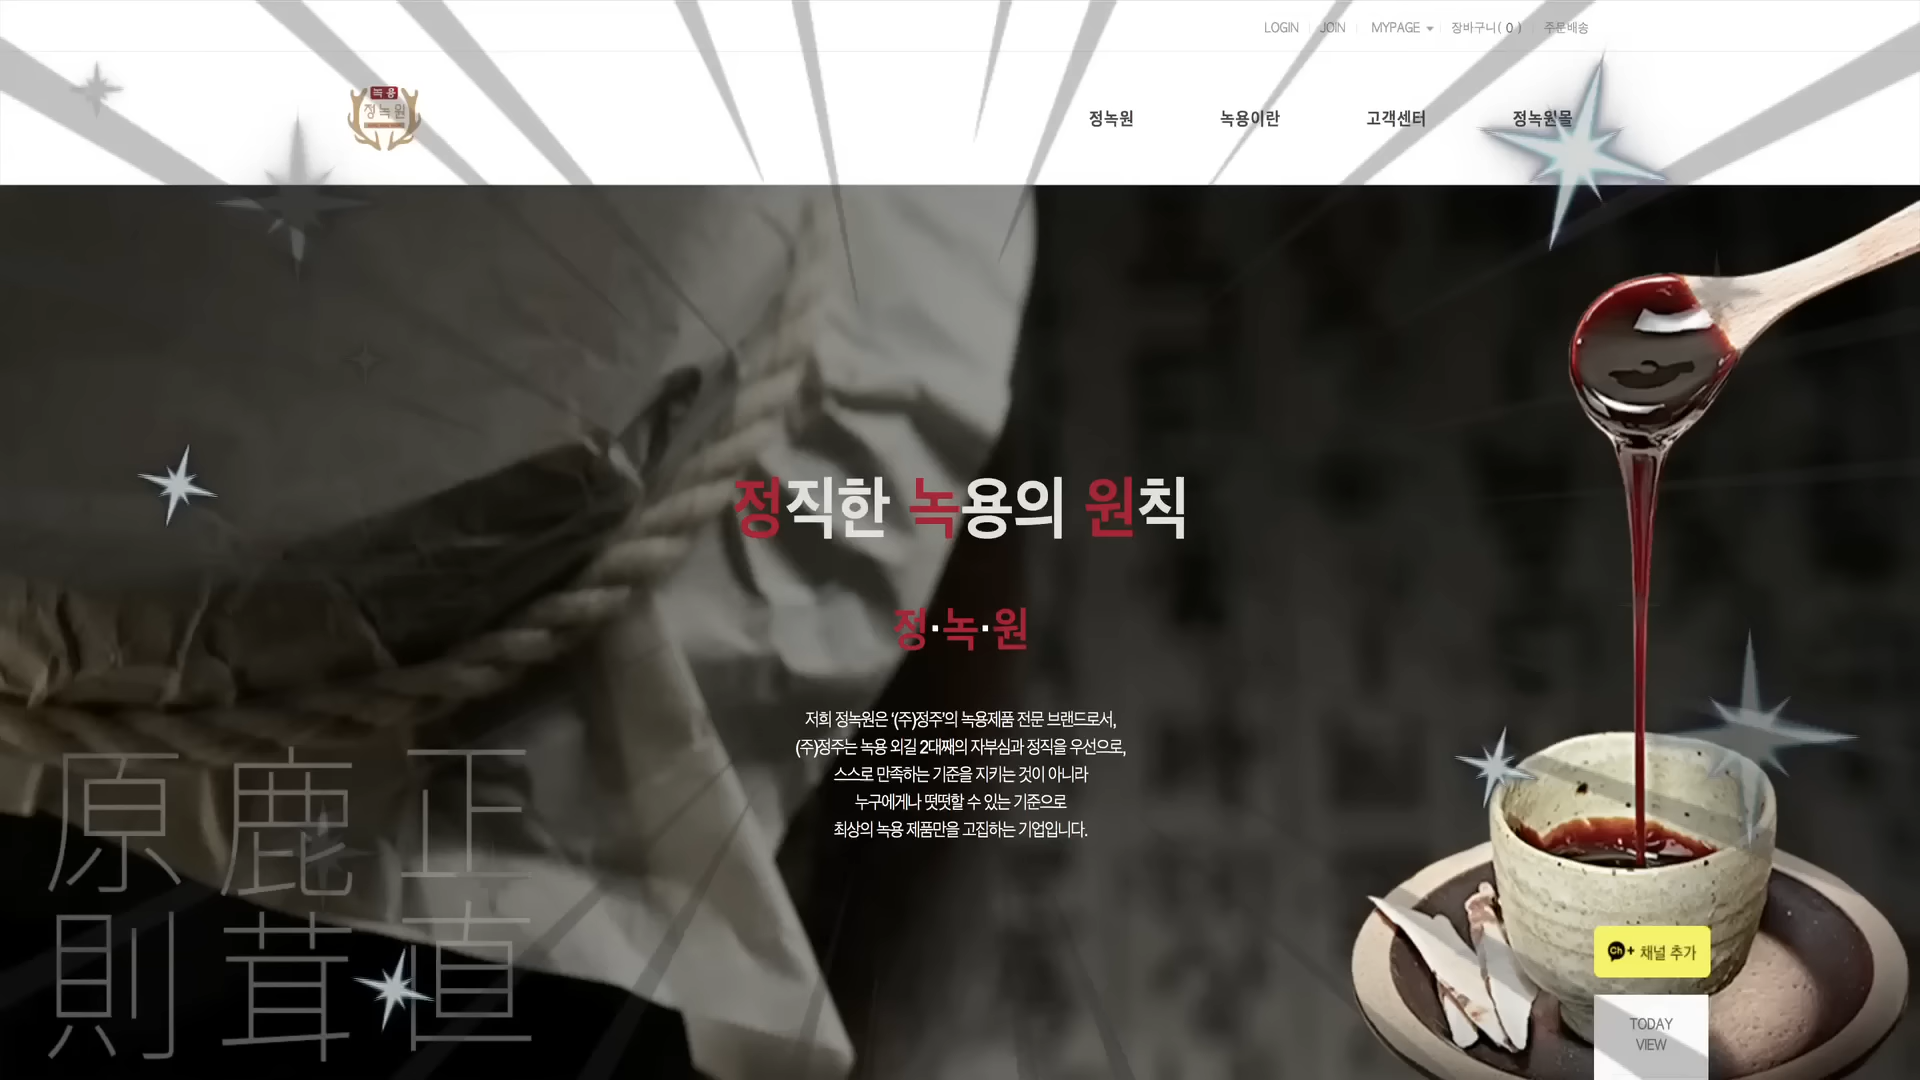 LOGIN JOIN MYPAGE 장바구니( 0 ) 주문배송
녹용
정녹원
정녹원 녹용이란 고객센터 정녹원몰
정직한 녹용의 원칙
정·녹·원
저희 정녹원은 ‘(주)정주’의 녹용제품 전문 브랜드로서,
(주)정주는 녹용 외길 2대째의 자부심과 정직을 우선으로,
스스로 만족하는 기준을 지키는 것이 아니라
누구에게나 떳떳할 수 있는 기준으로
최상의 녹용 제품만을 고집하는 기업입니다.
正直
鹿茸
原則
Ch+ 채널 추가
TODAY
VIEW